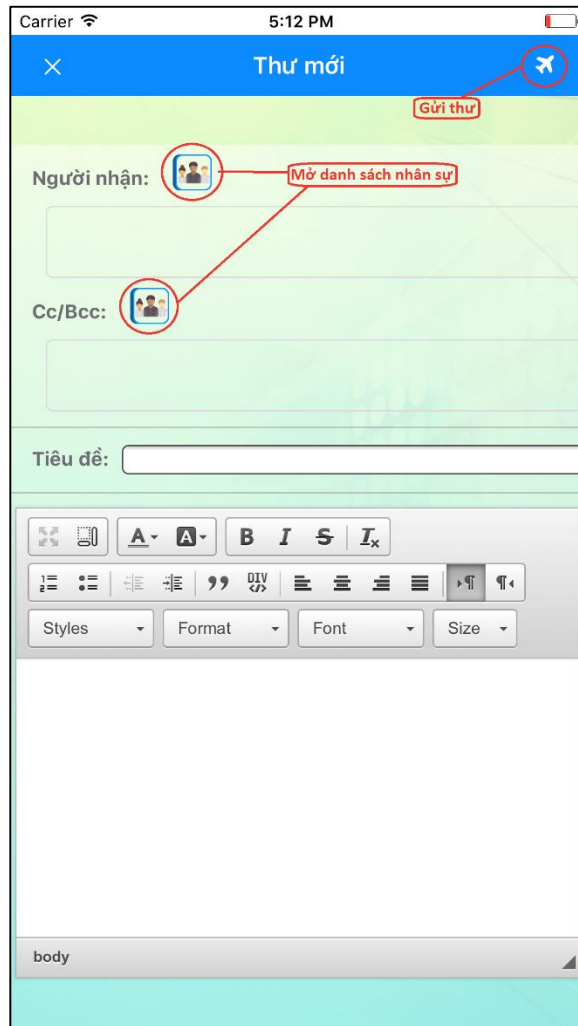 Carrier 5:12 PM
Thư mới
Gửi thư
Người nhận:
Mở danh sách nhân sự
Cc/Bcc:
Tiêu đề:
A A B I S Tx
DIV
Styles Format Font Size
body